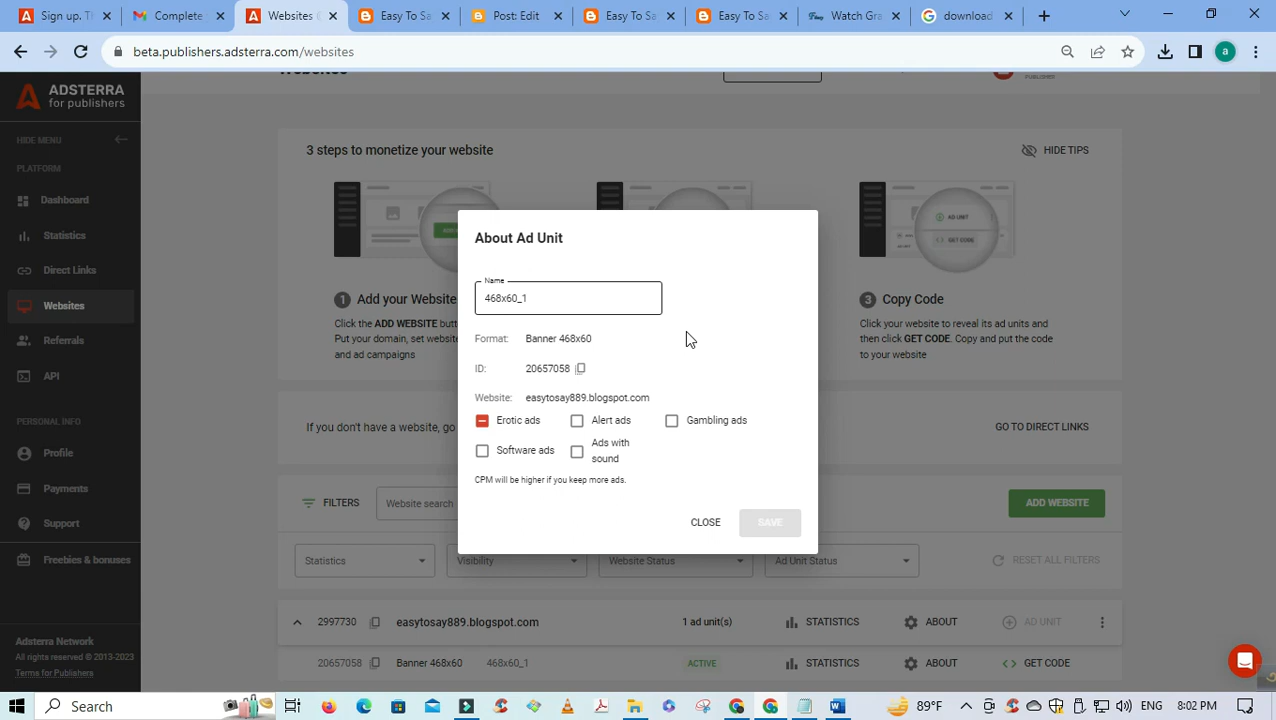 Sign up. T
Complete
Websites
Easy To Sa
Post: Edit
Easy To Sa
Easy To Sa
Watch Gra
download
beta.publishers.adsterra.com/websites
a
ADSTERRA
for publishers
HIDE MENU
PLATFORM
Dashboard
Statistics
Direct Links
Websites
Referrals
API
PERSONAL INFO
Profile
Payments
Support
Freebies & bonuses
Adsterra Network
All rights reserved © 2013-2023
Terms for Publishers
3 steps to monetize your website
HIDE TIPS
AD UNIT
GET CODE
1 Add your Website
Click the ADD WEBSITE
Put your domain, set
and ad campaigns
3 Copy Code
Click your website to reveal its ad units and
then click GET CODE. Copy and put the code
to your website
If you don't have a website, go
GO TO DIRECT LINKS
FILTERS
Website search
ADD WEBSITE
Statistics
Visibility
Website Status
Ad Unit Status
RESET ALL FILTERS
2997730
easytosay889.blogspot.com
1 ad unit(s)
STATISTICS
ABOUT
AD UNIT
20657058
Banner 468x60
468x60_1
ACTIVE
STATISTICS
ABOUT
GET CODE
About Ad Unit
Name
468x60_1
Format: Banner 468x60
ID: 20657058
Website: easytosay889.blogspot.com
Erotic ads
Alert ads
Gambling ads
Software ads
Ads with
sound
CPM will be higher if you keep more ads.
CLOSE
SAVE
Search
89°F
8:02 PM